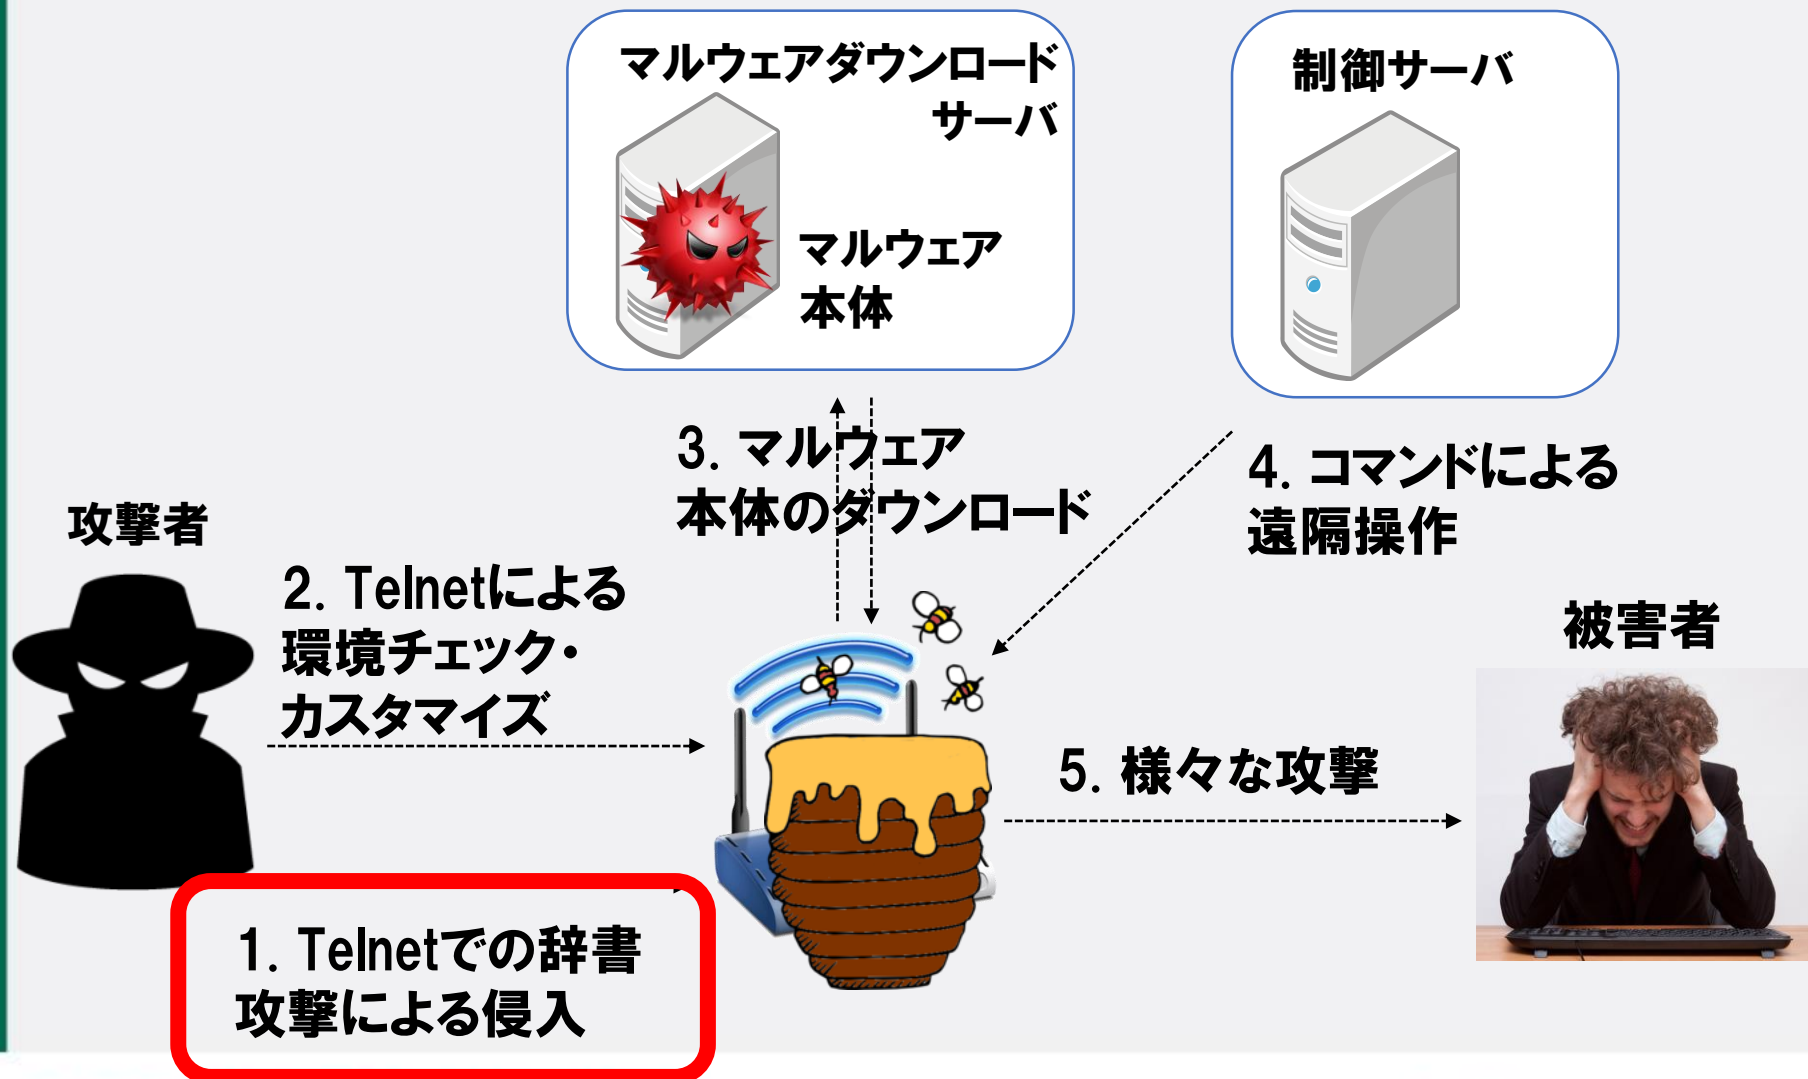 マルウェアダウンロード
サーバ
マルウェア
本体
制御サーバ
3. マルウェア
本体のダウンロード
4. コマンドによる
遠隔操作
攻撃者
2. Telnetによる
環境チェック・
カスタマイズ
被害者
5. 様々な攻撃
1. Telnetでの辞書
攻撃による侵入